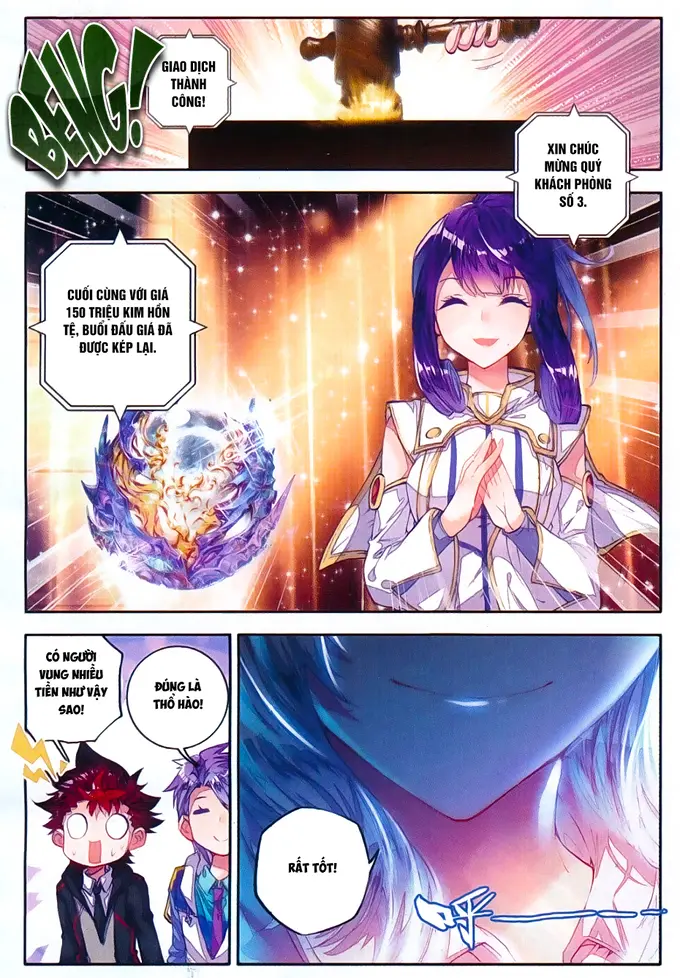 BENG!
GIAO DỊCH
THÀNH
CÔNG!
XIN CHÚC
MỪNG QUÝ
KHÁCH PHÒNG
SỐ 3.
CUỐI CÙNG VỚI GIÁ
150 TRIỆU KIM HỒN
TỆ, BUỔI ĐẤU GIÁ ĐÃ
ĐƯỢC KÉP LẠI.
CÓ NGƯỜI
VUNG NHIỀU
TIỀN NHƯ VẬY
SAO!
ĐÚNG LÀ
THỔ HÀO!
RẤT TỐT!
呼